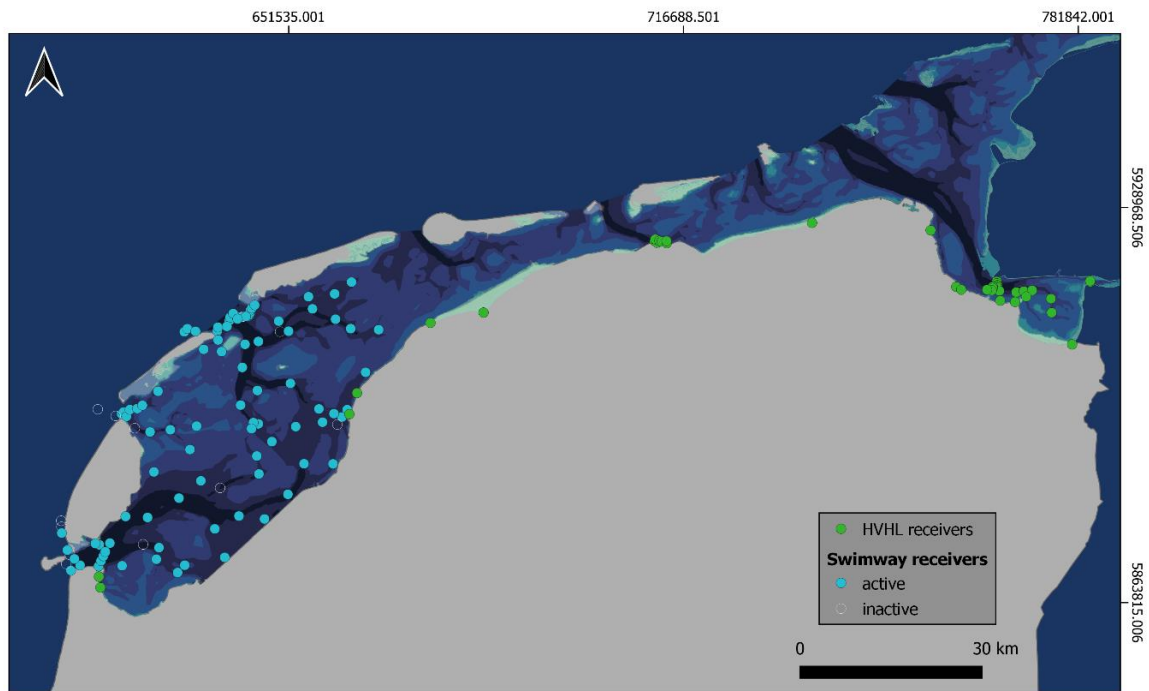 651535.001 716688.501 781842.001
5928968.506
HVHL receivers
Swimway receivers
active
inactive
5863815.006
0 30 km